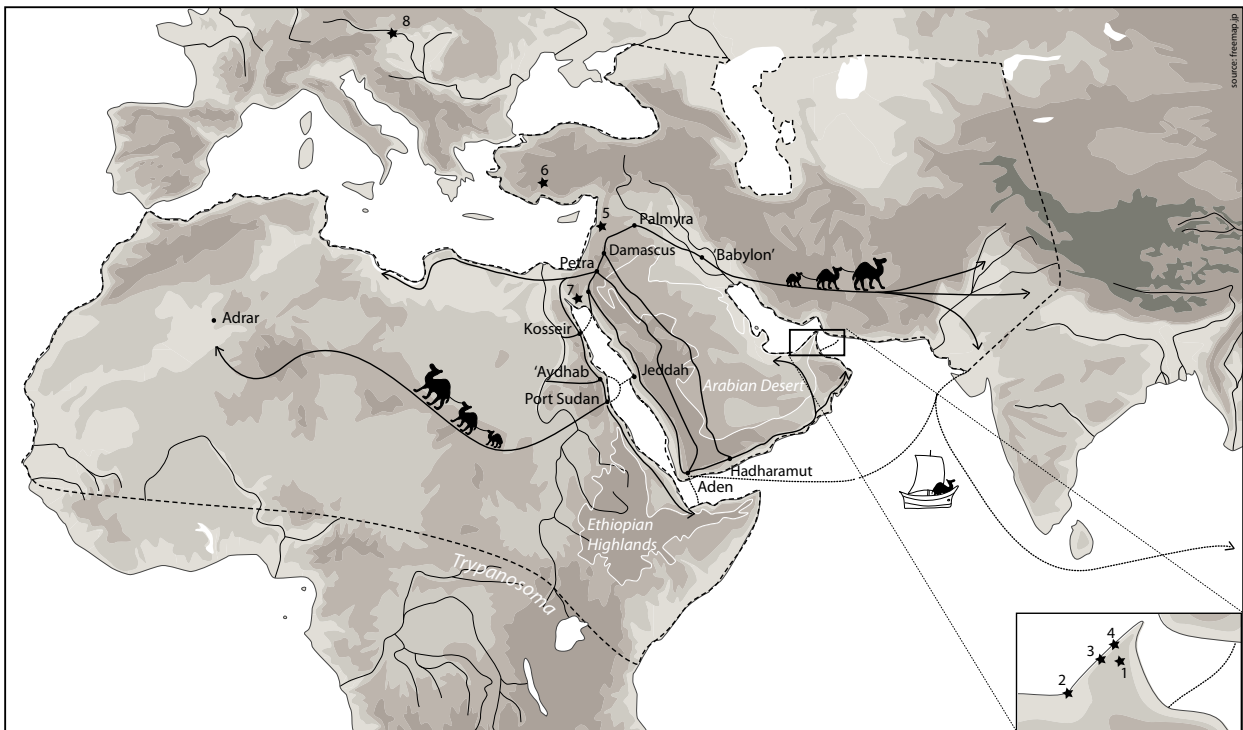 8
source: freemap.jp
6
5
Palmyra
Damascus
'Babylon'
Petra
7
Adrar
Kosseir
'Aydhab
Jeddah
Arabian Desert
Port Sudan
Hadharamut
Aden
Ethiopian
Highlands
Trypanosoma
4
3
1
2